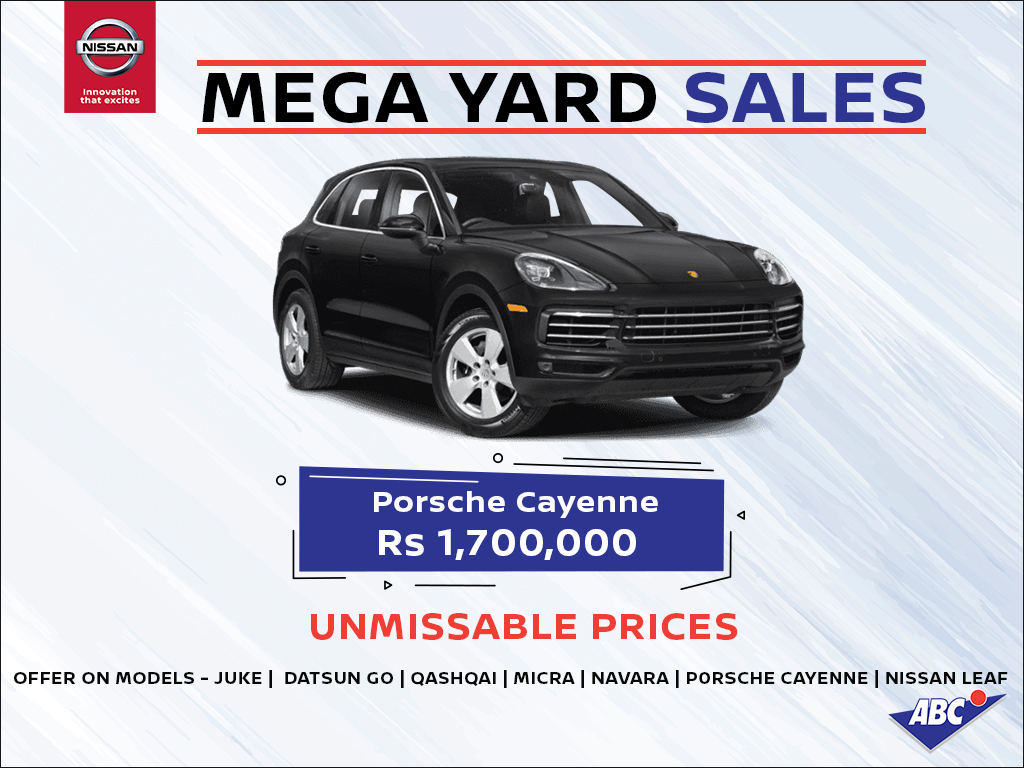 NISSAN
Innovation
that excites
MEGA YARD SALES
Porsche Cayenne
Rs 1,700,000
UNMISSABLE PRICES
OFFER ON MODELS - JUKE | DATSUN GO | QASHQAI | MICRA | NAVARA | PORSCHE CAYENNE | NISSAN LEAF
ABC